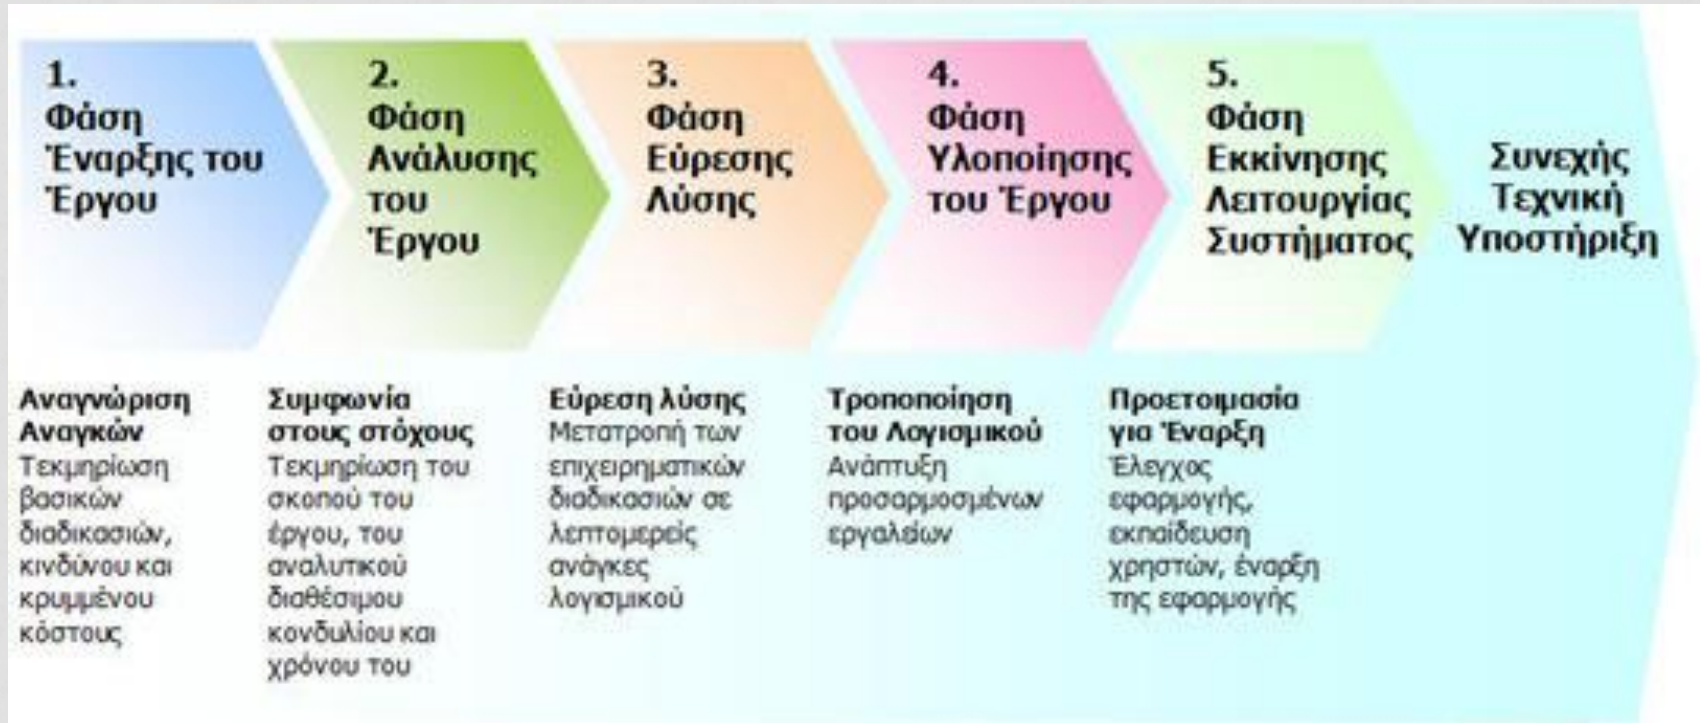 1.
Φάση
Έναρξης του
Έργου
2.
Φάση
Ανάλυσης
του
Έργου
3.
Φάση
Εύρεσης
Λύσης
4.
Φάση
Υλοποίησης
του Έργου
5.
Φάση
Εκκίνησης
Λειτουργίας
Συστήματος
Συνεχής
Τεχνική
Υποστήριξη
Αναγνώριση
Αναγκών
Τεκμηρίωση
βασικών
διαδικασιών,
κινδύνου και
κρυμμένου
κόστους
Συμφωνία
στους στόχους
Τεκμηρίωση του
σκοπού του
έργου, του
αναλυτικού
διαθέσιμου
κονδυλίου και
χρόνου του
Εύρεση λύσης
Μετατροπή των
επιχειρηματικών
διαδικασιών σε
λεπτομερείς
ανάγκες
λογισμικού
Τροποποίηση
του Λογισμικού
Ανάπτυξη
προσαρμοσμένων
εργαλείων
Προετοιμασία
για Έναρξη
Έλεγχος
εφαρμογής,
εκπαίδευση
χρηστών, έναρξη
της εφαρμογής